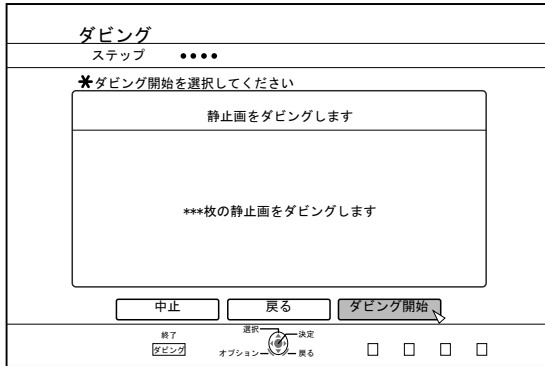 ダビング
ステップ ●●●●
✱ダビング開始を選択してください
静止画をダビングします
***枚の静止画をダビングします
中止 戻る ダビング開始
終了 選択 決定
ダビング オプション 戻る